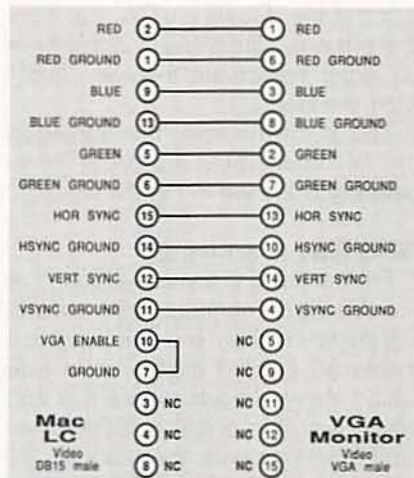 RED 2 1 RED
RED GROUND 1 6 RED GROUND
BLUE 9 3 BLUE
BLUE GROUND 13 8 BLUE GROUND
GREEN 5 2 GREEN
GREEN GROUND 6 7 GREEN GROUND
HOR SYNC 15 13 HOR SYNC
HSYNC GROUND 14 10 HSYNC GROUND
VERT SYNC 12 14 VERT SYNC
VSYNC GROUND 11 4 VSYNC GROUND
VGA ENABLE 10 NC 5
GROUND 7 NC 9
3 NC NC 11
4 NC NC 12
8 NC NC 15
Mac
LC
Video
DB15 male
VGA
Monitor
Video
VGA male